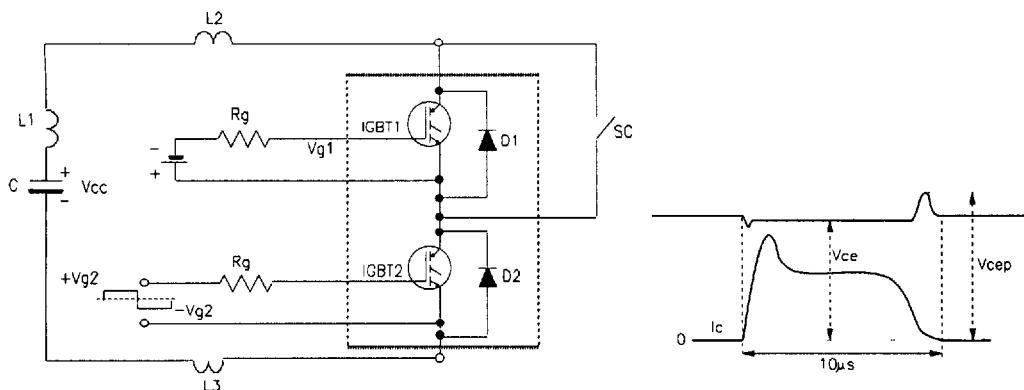 L2
L1
C
+
-
Vcc
Rg
-
+
Vg1
IGBT1
D1
SC
+Vg2
-Vg2
Rg
IGBT2
D2
L3
Vce
Vcep
0
Ic
10µs